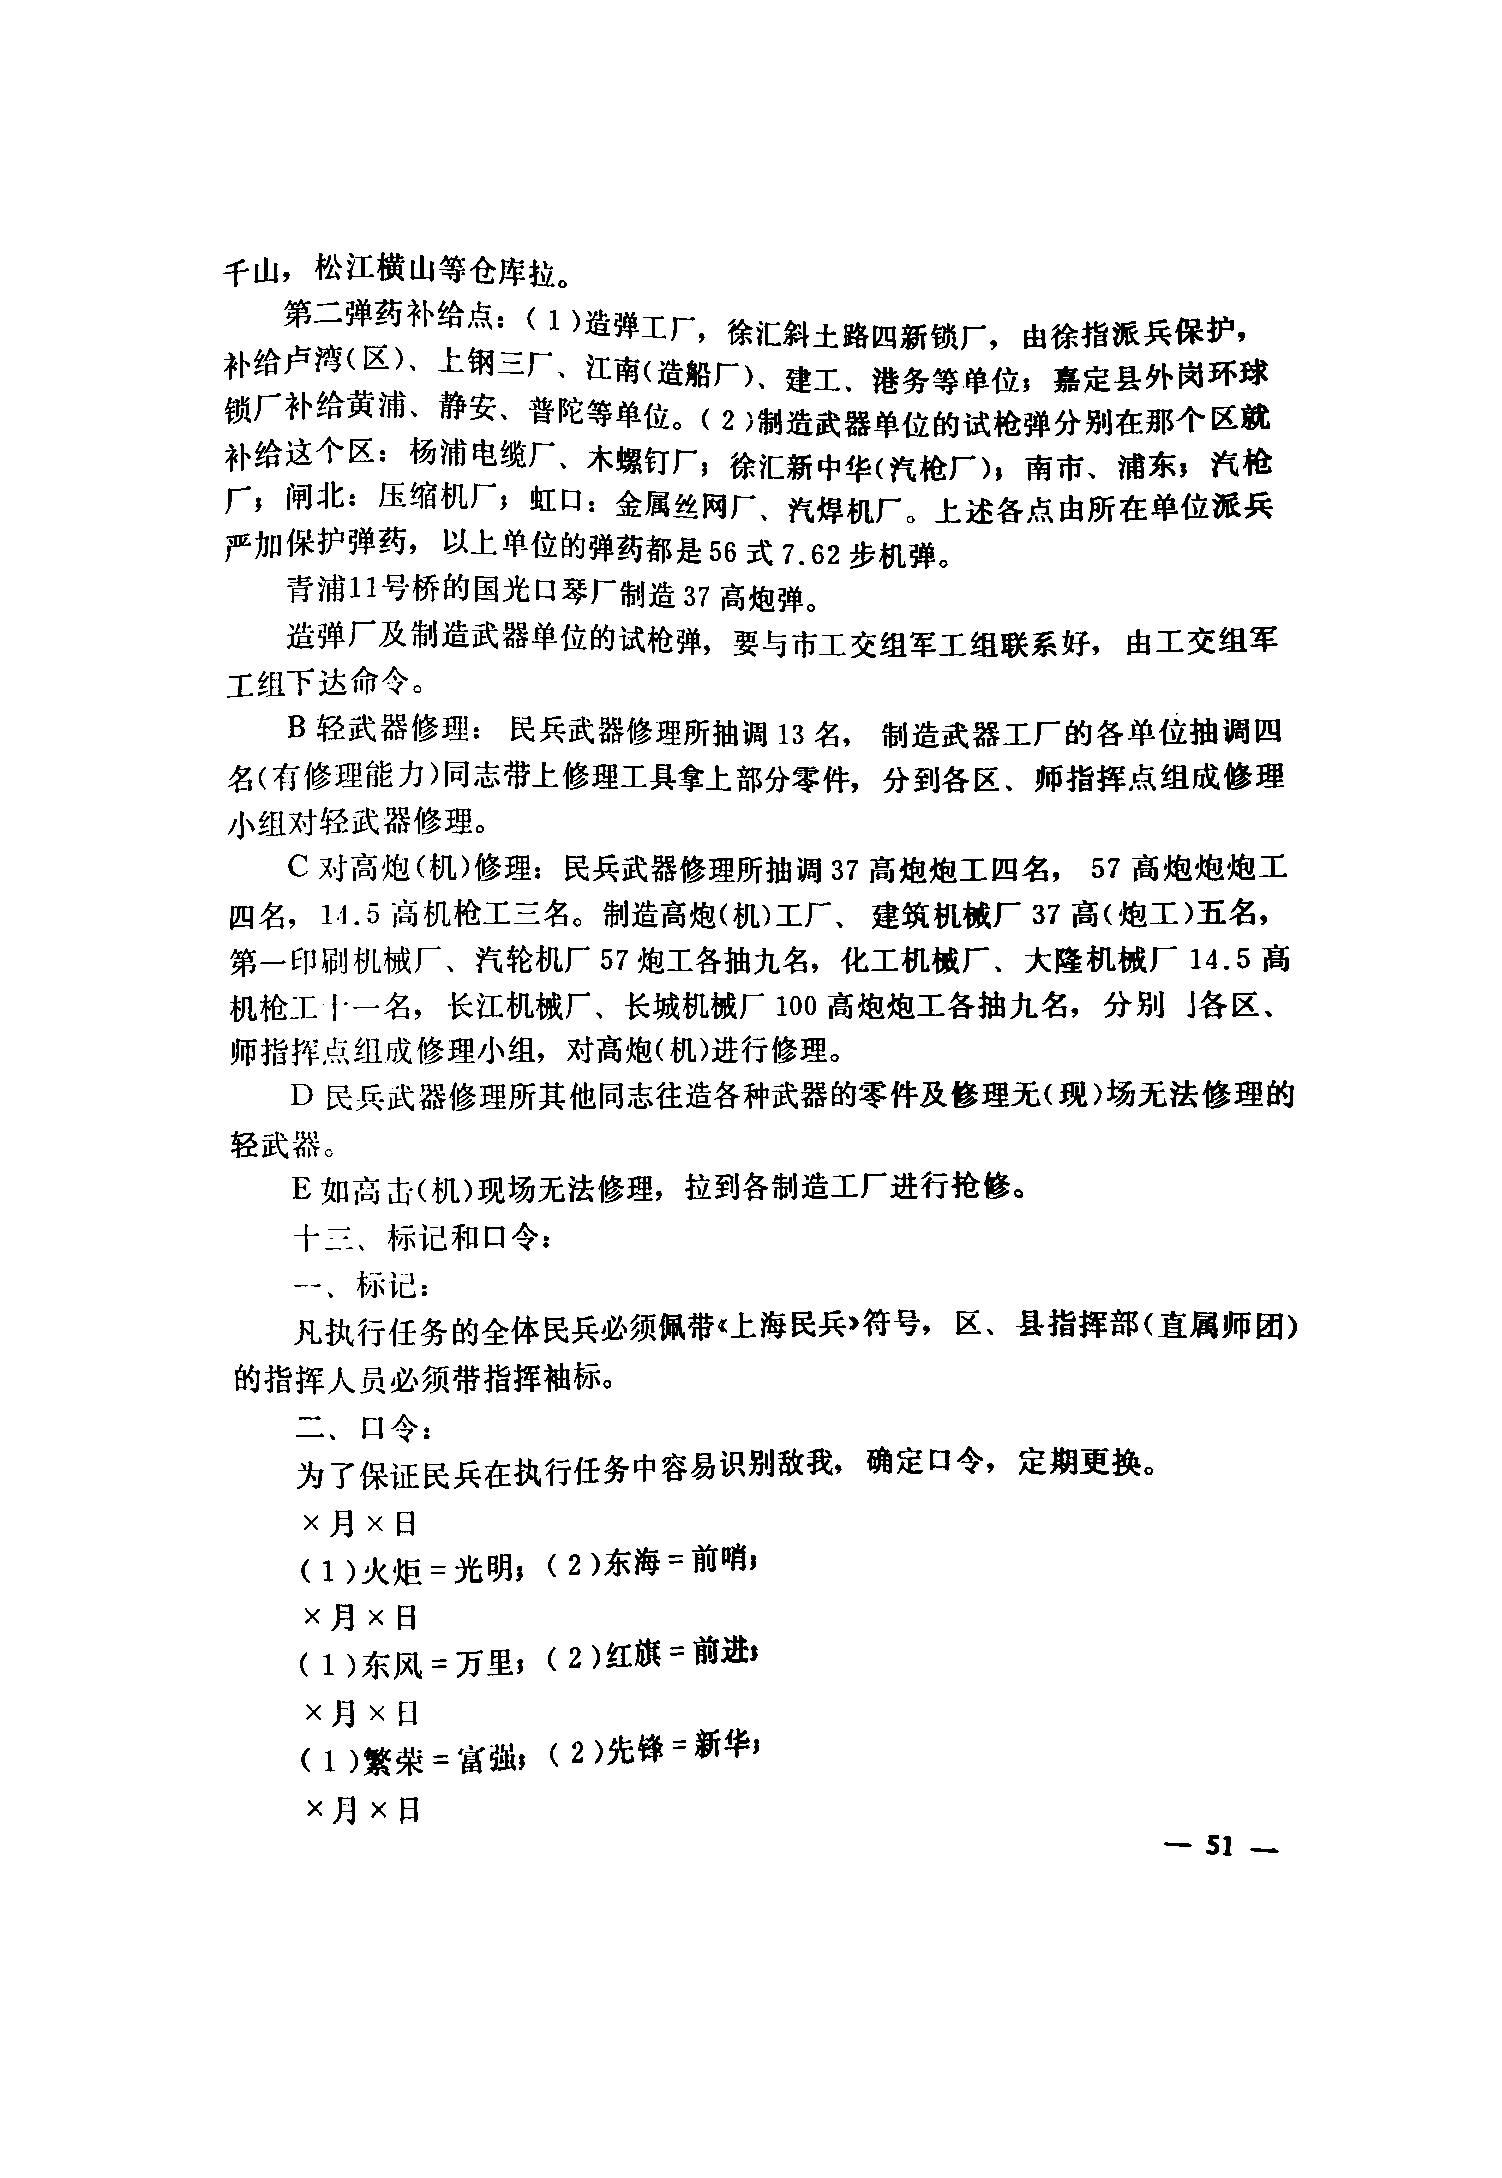 千山，松江横山等仓库拉。
第二弹药补给点：(1)造弹工厂，徐汇斜土路四新锁厂，由徐指派兵保护，
补给卢湾(区)、上钢三厂、江南(造船厂)、建工、港务等单位；嘉定县外岗环球
锁厂补给黄浦、静安、普陀等单位。(2)制造武器单位的试枪弹分别在那个区就
补给这个区：杨浦电缆厂、木螺钉厂；徐汇新中华(汽枪厂)；南市、浦东；汽枪
厂；闸北：压缩机厂；虹口：金属丝网厂、汽焊机厂。上述各点由所在单位派兵
严加保护弹药，以上单位的弹药都是56式7.62步机弹。
青浦11号桥的国光口琴厂制造37高炮弹。
造弹厂及制造武器单位的试枪弹，要与市工交组军工组联系好，由工交组军
工组下达命令。
B轻武器修理：民兵武器修理所抽调13名，制造武器工厂的各单位抽调四
名(有修理能力)同志带上修理工具拿上部分零件，分到各区、师指挥点组成修理
小组对轻武器修理。
C对高炮(机)修理：民兵武器修理所抽调37高炮炮工四名，57高炮炮炮工
四名，14.5高机枪工三名。制造高炮(机)工厂、建筑机械厂37高(炮工)五名，
第一印刷机械厂、汽轮机厂57炮工各抽九名，化工机械厂、大隆机械厂14.5高
机枪工十一名，长江机械厂、长城机械厂100高炮炮工各抽九名，分别 各区、
师指挥点组成修理小组，对高炮(机)进行修理。
D民兵武器修理所其他同志往造各种武器的零件及修理无(现)场无法修理的
轻武器。
E如高击(机)现场无法修理，拉到各制造工厂进行抢修。
十三、标记和口令：
一、标记：
凡执行任务的全体民兵必须佩带《上海民兵》符号，区、县指挥部(直属师团)
的指挥人员必须带指挥袖标。
二、口令：
为了保证民兵在执行任务中容易识别敌我，确定口令，定期更换。
×月×日
(1)火炬=光明；(2)东海=前哨；
×月×日
(1)东风=万里；(2)红旗=前进；
×月×日
(1)繁荣=富强；(2)先锋=新华；
×月×日
— 51 —